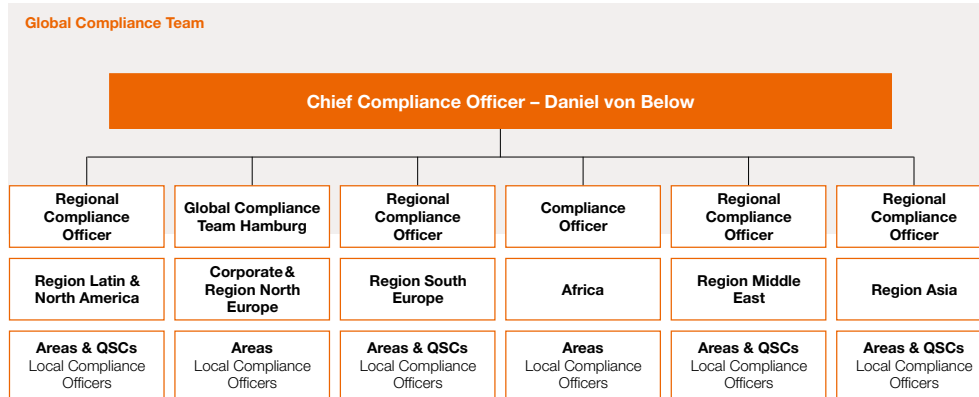 Global Compliance Team
Chief Compliance Officer – Daniel von Below
Regional
Compliance
Officer
Global Compliance
Team Hamburg
Regional
Compliance
Officer
Compliance
Officer
Regional
Compliance
Officer
Regional
Compliance
Officer
Region Latin &
North America
Corporate &
Region North
Europe
Region South
Europe
Africa
Region Middle
East
Region Asia
Areas & QSCs
Local Compliance
Officers
Areas
Local Compliance
Officers
Areas & QSCs
Local Compliance
Officers
Areas
Local Compliance
Officers
Areas & QSCs
Local Compliance
Officers
Areas & QSCs
Local Compliance
Officers